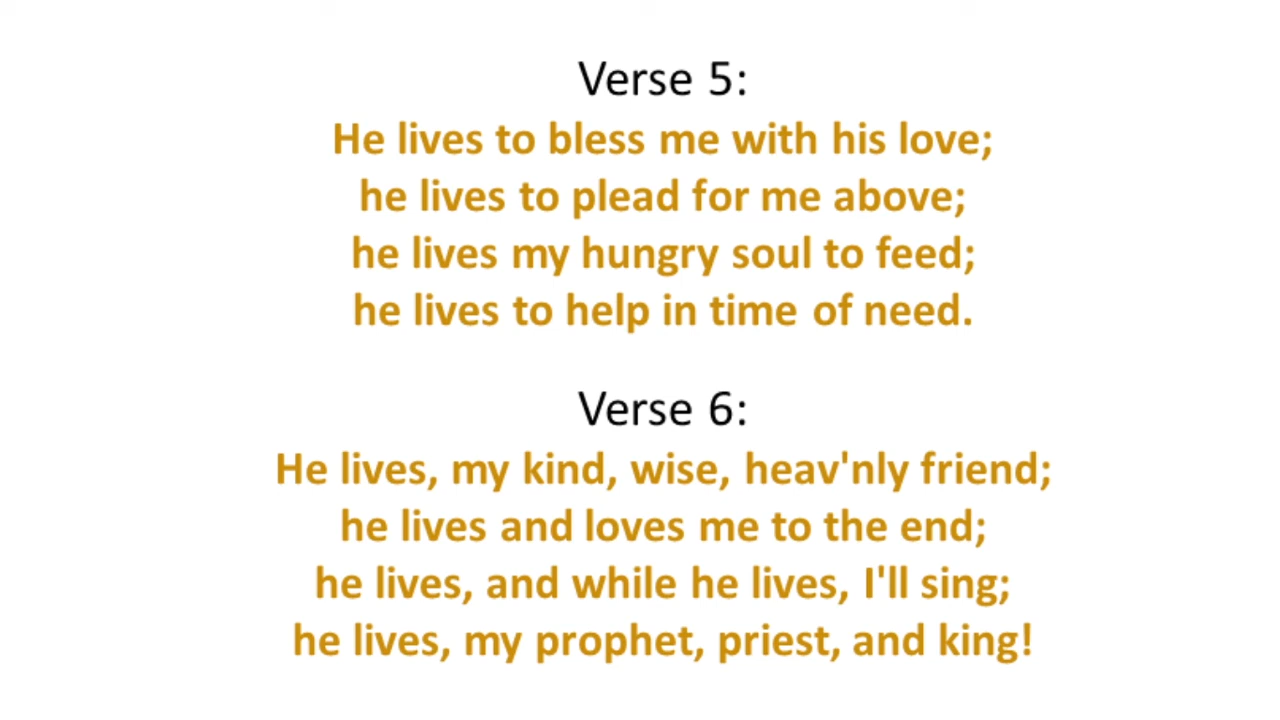 Verse 5:
He lives to bless me with his love;
he lives to plead for me above;
he lives my hungry soul to feed;
he lives to help in time of need.
Verse 6:
He lives, my kind, wise, heav'nly friend;
he lives and loves me to the end;
he lives, and while he lives, I'll sing;
he lives, my prophet, priest, and king!